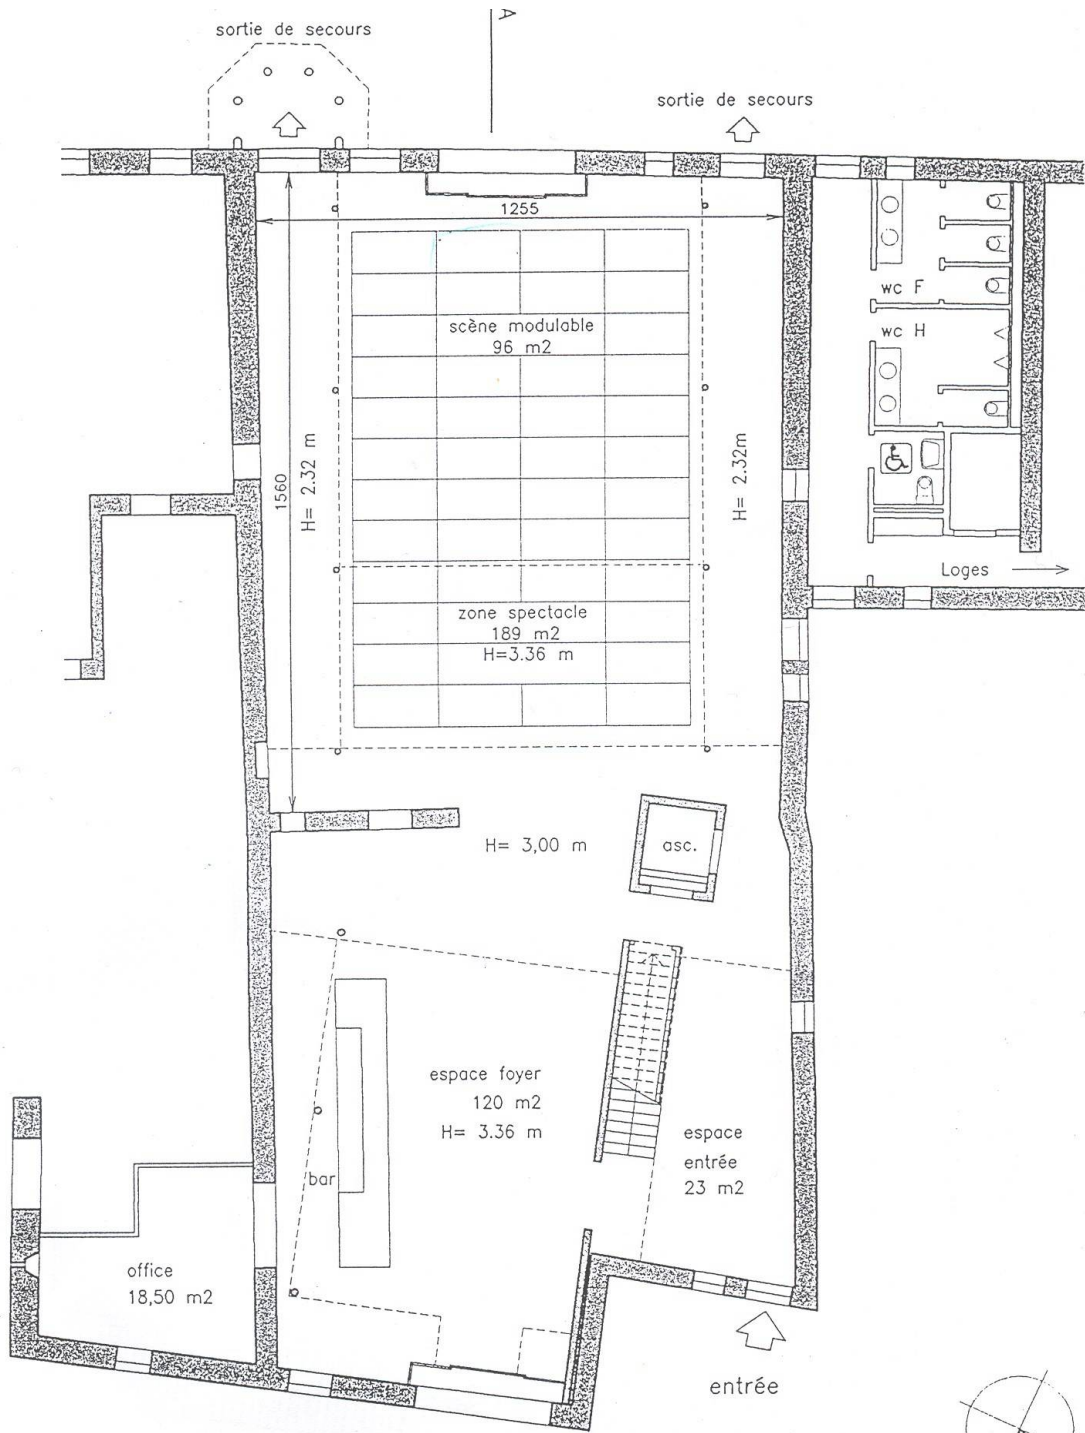 sortie de secours
A
sortie de secours
1255
scène modulable
96 m2
wc F
wc H
1560
H= 2.32 m
H= 2.32m
zone spectacle
189 m2
H=3.36 m
Loges
H= 3,00 m
asc.
espace foyer
120 m2
H= 3.36 m
espace
entrée
23 m2
bar
office
18,50 m2
entrée